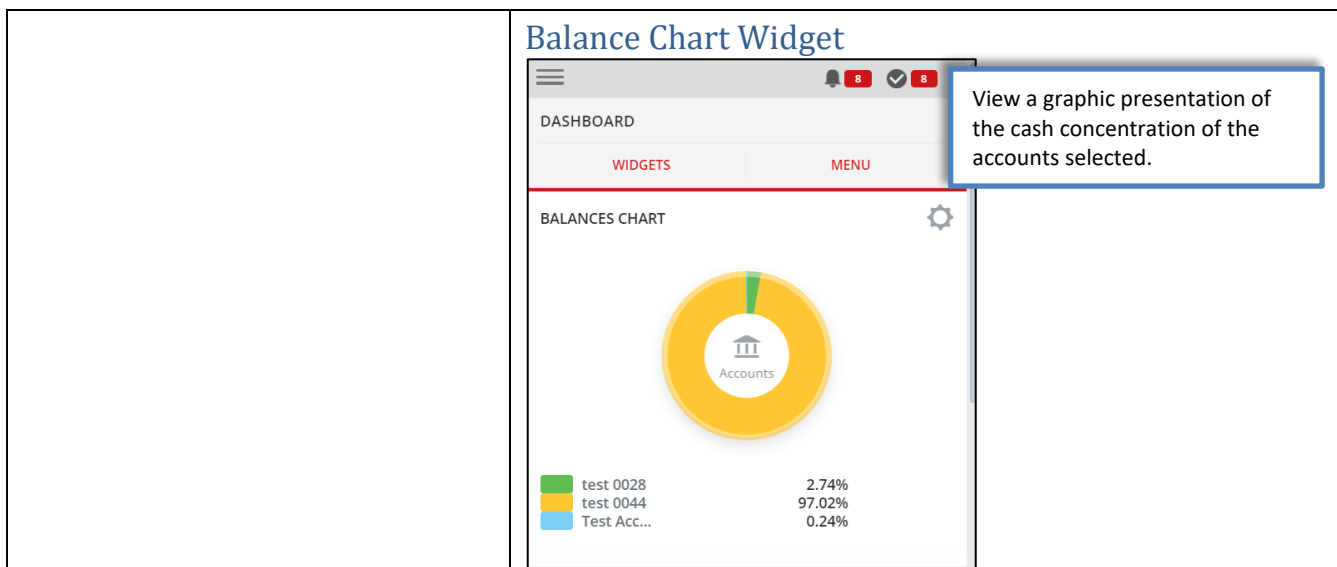 Balance Chart Widget
8 8
View a graphic presentation of
the cash concentration of the
accounts selected.
DASHBOARD
WIDGETS MENU
BALANCES CHART
Accounts
test 0028 2.74%
test 0044 97.02%
Test Acc... 0.24%